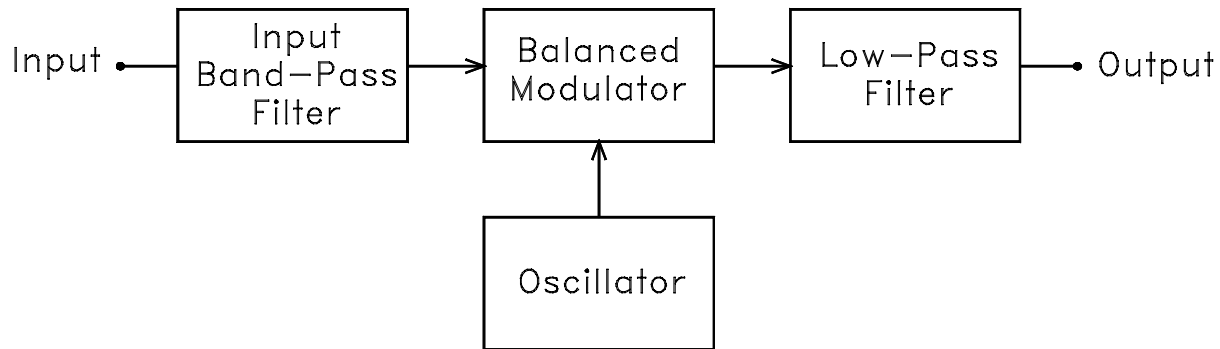 Input
Input
Band-Pass
Filter
Balanced
Modulator
Low-Pass
Filter
Output
Oscillator